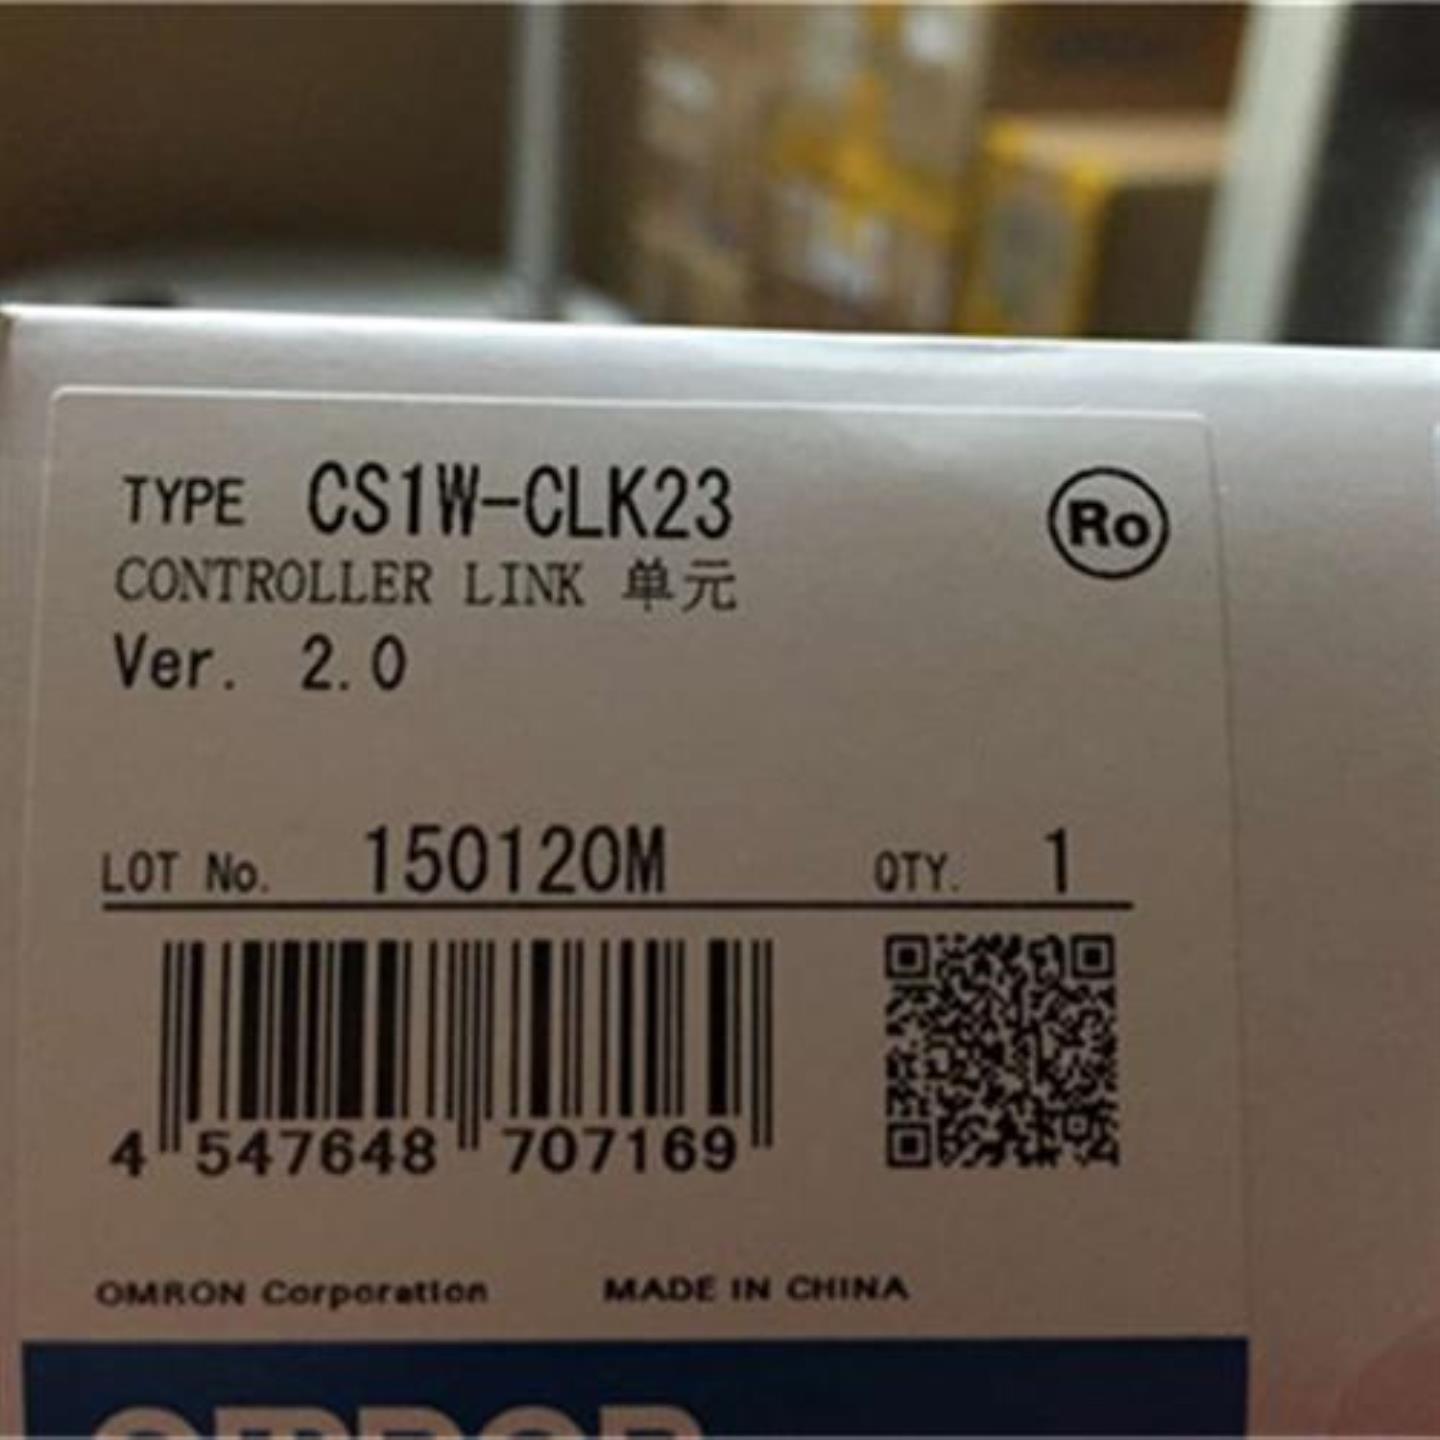 TYPE CS1W-CLK23
Ro
CONTROLLER LINK 单元
Ver. 2.0
LOT No. 150120M QTY. 1
4 547648 707169
OMRON Corporation MADE IN CHINA
OMRON